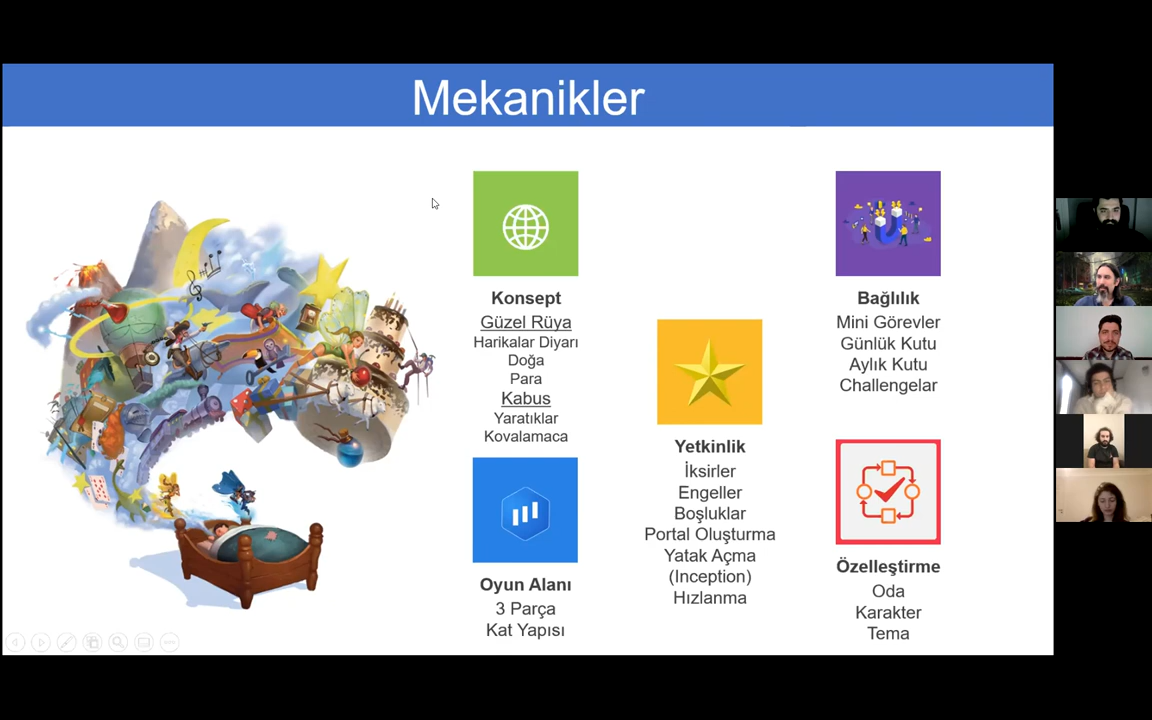 Mekanikler
Konsept
Güzel Rüya
Harikalar Diyarı
Doğa
Para
Kabus
Yaratıklar
Kovalamaca
Oyun Alanı
3 Parça
Kat Yapısı
Yetkinlik
İksirler
Engeller
Boşluklar
Portal Oluşturma
Yatak Açma
(Inception)
Hızlanma
Bağlılık
Mini Görevler
Günlük Kutu
Aylık Kutu
Challengelar
Özelleştirme
Oda
Karakter
Tema